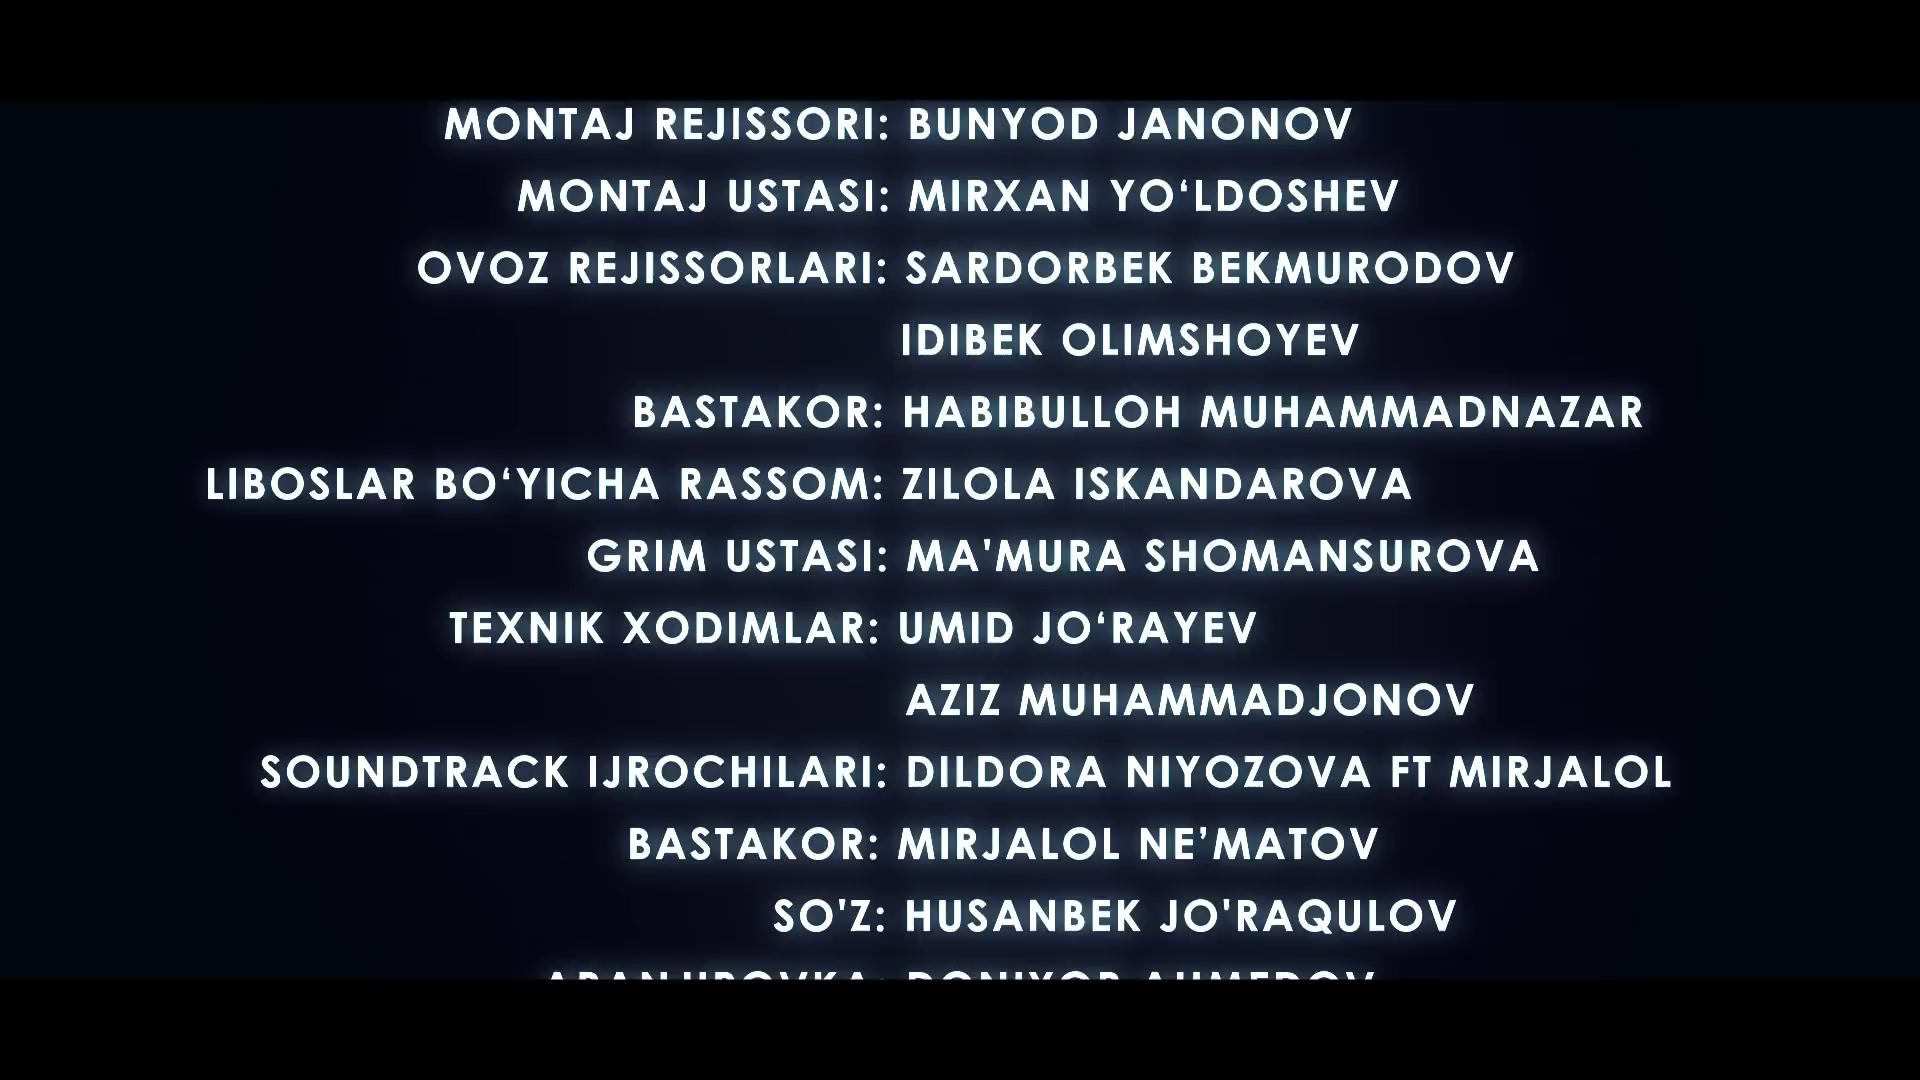 MONTAJ REJISSORI: BUNYOD JANONOV
MONTAJ USTASI: MIRXAN YO‘LDOSHEV
OVOZ REJISSORLARI: SARDORBEK BEKMURODOV
IDIBEK OLIMSHOYEV
BASTAKOR: HABIBULLOH MUHAMMADNAZAR
LIBOSLAR BO‘YICHA RASSOM: ZILOLA ISKANDAROVA
GRIM USTASI: MA'MURA SHOMANSUROVA
TEXNIK XODIMLAR: UMID JO‘RAYEV
AZIZ MUHAMMADJONOV
SOUNDTRACK IJROCHILARI: DILDORA NIYOZOVA FT MIRJALOL
BASTAKOR: MIRJALOL NE’MATOV
SO'Z: HUSANBEK JO'RAQULOV